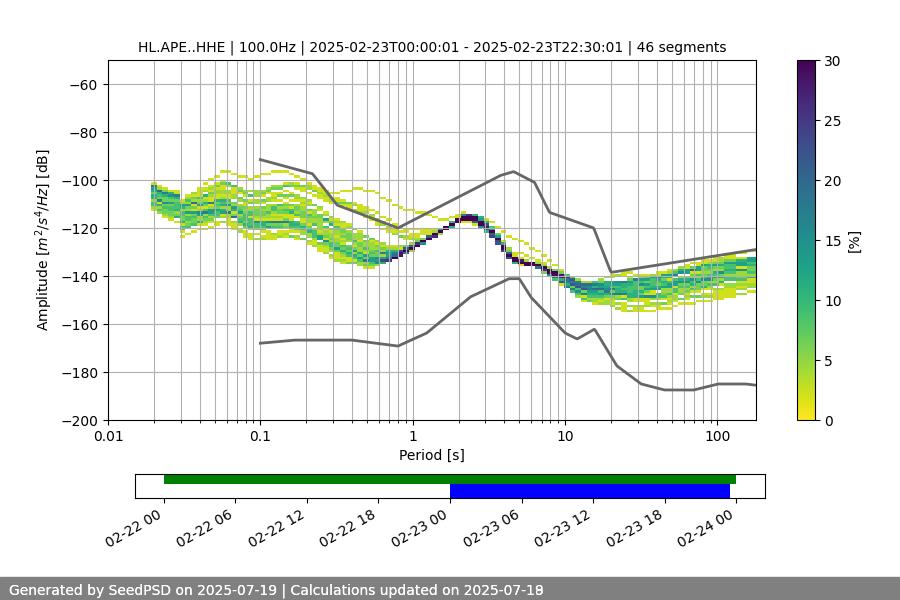 HL.APE..HHE | 100.0Hz | 2025-02-23T00:00:01 - 2025-02-23T22:30:01 | 46 segments
−60
−80
−100
−120
−140
−160
−180
−200
Amplitude [m²/s⁴/Hz] [dB]
0.01 0.1 1 10 100
Period [s]
30
25
20
15
10
5
0
[%]
02-22 00 02-22 06 02-22 12 02-22 18 02-23 00 02-23 06 02-23 12 02-23 18 02-24 00
Generated by SeedPSD on 2025-07-19 | Calculations updated on 2025-07-18